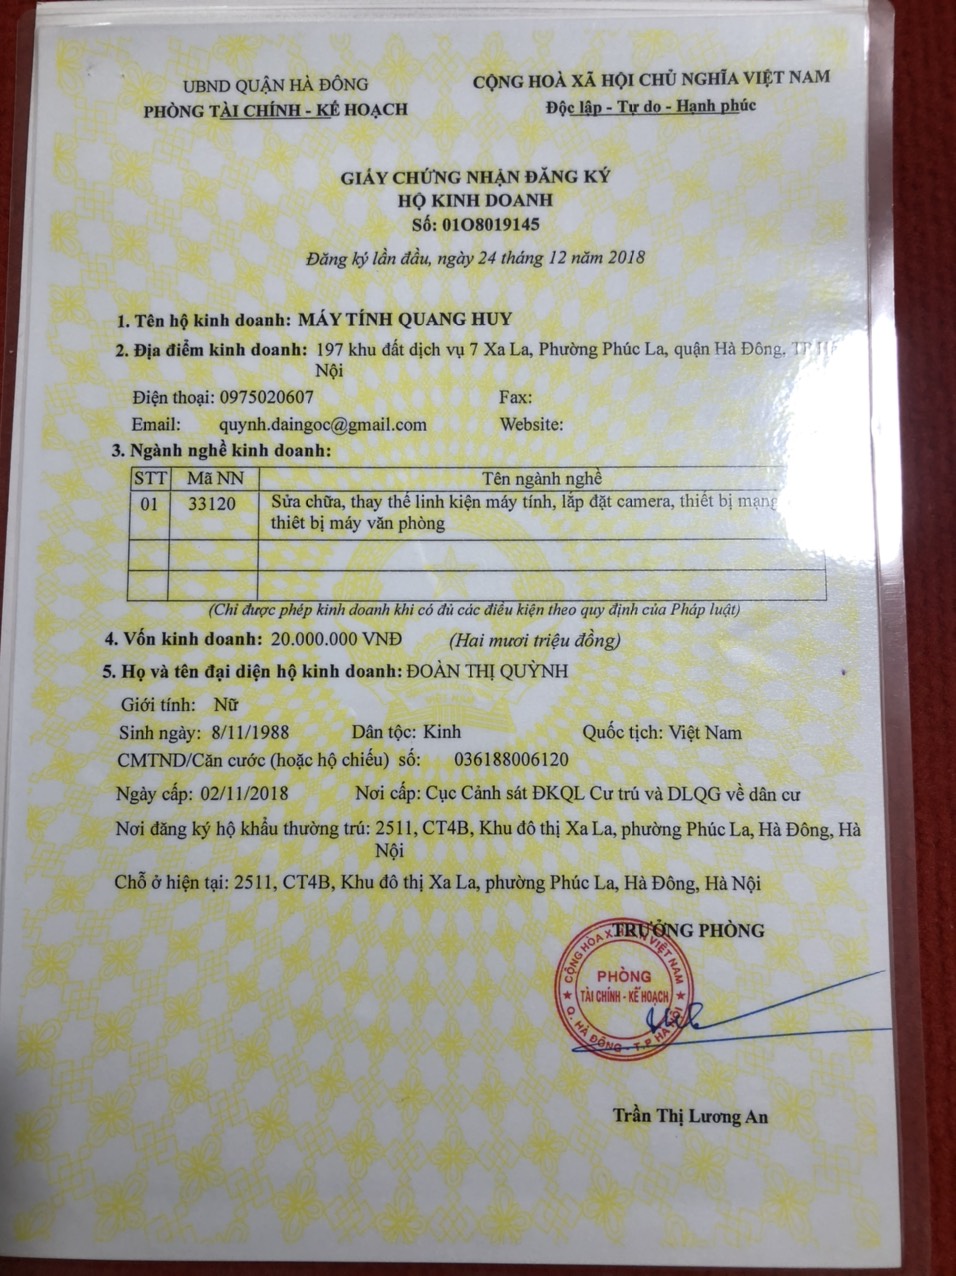 UBND QUẬN HÀ ĐÔNG
PHÒNG TÀI CHÍNH - KẾ HOẠCH
CỘNG HOÀ XÃ HỘI CHỦ NGHĨA VIỆT NAM
Độc lập - Tự do - Hạnh phúc
GIẤY CHỨNG NHẬN ĐĂNG KÝ
HỘ KINH DOANH
Số: 01O8019145
Đăng ký lần đầu, ngày 24 tháng 12 năm 2018
1. Tên hộ kinh doanh: MÁY TÍNH QUANG HUY
2. Địa điểm kinh doanh: 197 khu đất dịch vụ 7 Xa La, Phường Phúc La, quận Hà Đông, TP Hà
Nội
Điện thoại: 0975020607 Fax:
Email: quynh.daingoc@gmail.com Website:
3. Ngành nghề kinh doanh:
STT Mã NN Tên ngành nghề
01 33120 Sửa chữa, thay thế linh kiện máy tính, lắp đặt camera, thiết bị mạng
thiết bị máy văn phòng
(Chỉ được phép kinh doanh khi có đủ các điều kiện theo quy định của Pháp luật)
4. Vốn kinh doanh: 20.000.000 VNĐ (Hai mươi triệu đồng)
5. Họ và tên đại diện hộ kinh doanh: ĐOÀN THỊ QUỲNH
Giới tính: Nữ
Sinh ngày: 8/11/1988 Dân tộc: Kinh Quốc tịch: Việt Nam
CMTND/Căn cước (hoặc hộ chiếu) số: 036188006120
Ngày cấp: 02/11/2018 Nơi cấp: Cục Cảnh sát ĐKQL Cư trú và DLQG về dân cư
Nơi đăng ký hộ khẩu thường trú: 2511, CT4B, Khu đô thị Xa La, phường Phúc La, Hà Đông, Hà
Nội
Chỗ ở hiện tại: 2511, CT4B, Khu đô thị Xa La, phường Phúc La, Hà Đông, Hà Nội
TRƯỞNG PHÒNG
CỘNG HÒA X.H.C.N VIỆT NAM
PHÒNG
TÀI CHÍNH - KẾ HOẠCH
Q. HÀ ĐÔNG - T.P HÀ NỘI
Trần Thị Lương An